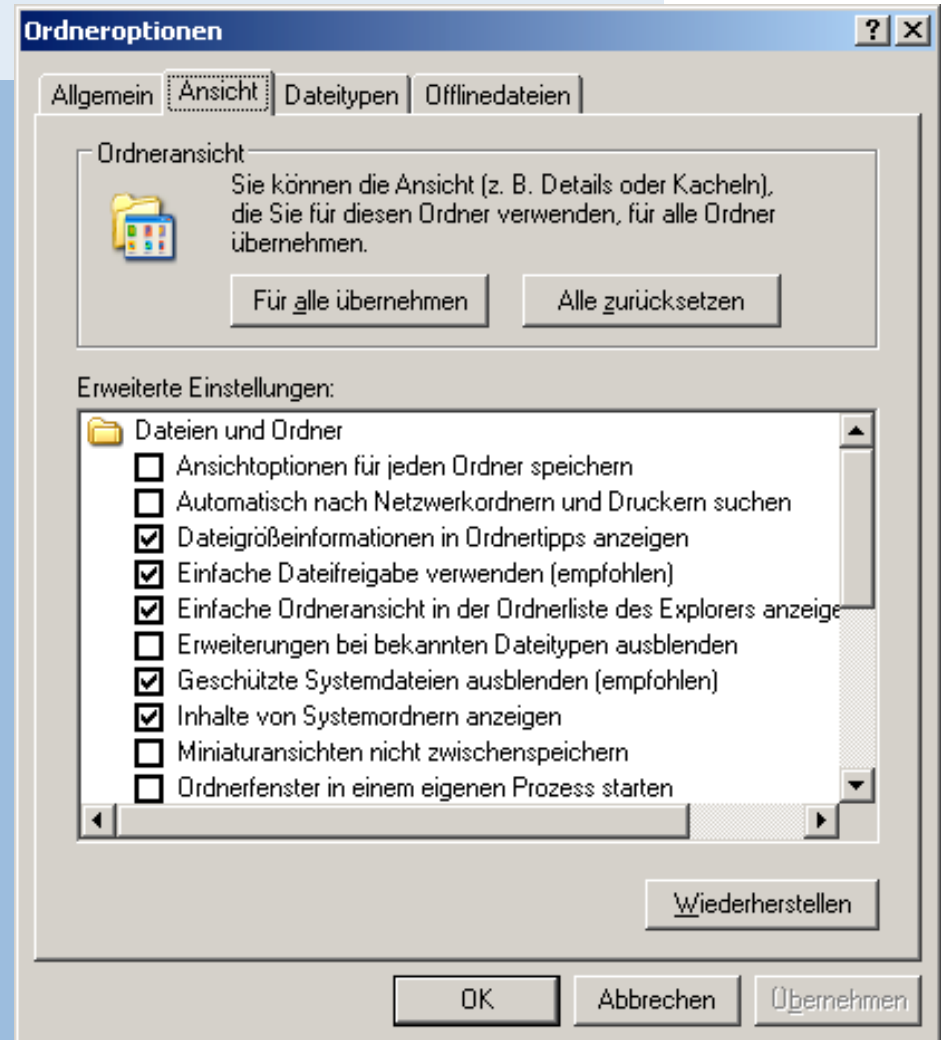 Ordneroptionen
Allgemein Ansicht Dateitypen Offlinedateien
Ordneransicht
Sie können die Ansicht (z. B. Details oder Kacheln),
die Sie für diesen Ordner verwenden, für alle Ordner
übernehmen.
Für alle übernehmen Alle zurücksetzen
Erweiterte Einstellungen:
Dateien und Ordner
Ansichtoptionen für jeden Ordner speichern
Automatisch nach Netzwerkordnern und Druckern suchen
Dateigrößeinformationen in Ordnertipps anzeigen
Einfache Dateifreigabe verwenden (empfohlen)
Einfache Ordneransicht in der Ordnerliste des Explorers anzeige
Erweiterungen bei bekannten Dateitypen ausblenden
Geschützte Systemdateien ausblenden (empfohlen)
Inhalte von Systemordnern anzeigen
Miniaturansichten nicht zwischenspeichern
Ordnerfenster in einem eigenen Prozess starten
Wiederherstellen
OK Abbrechen Übernehmen